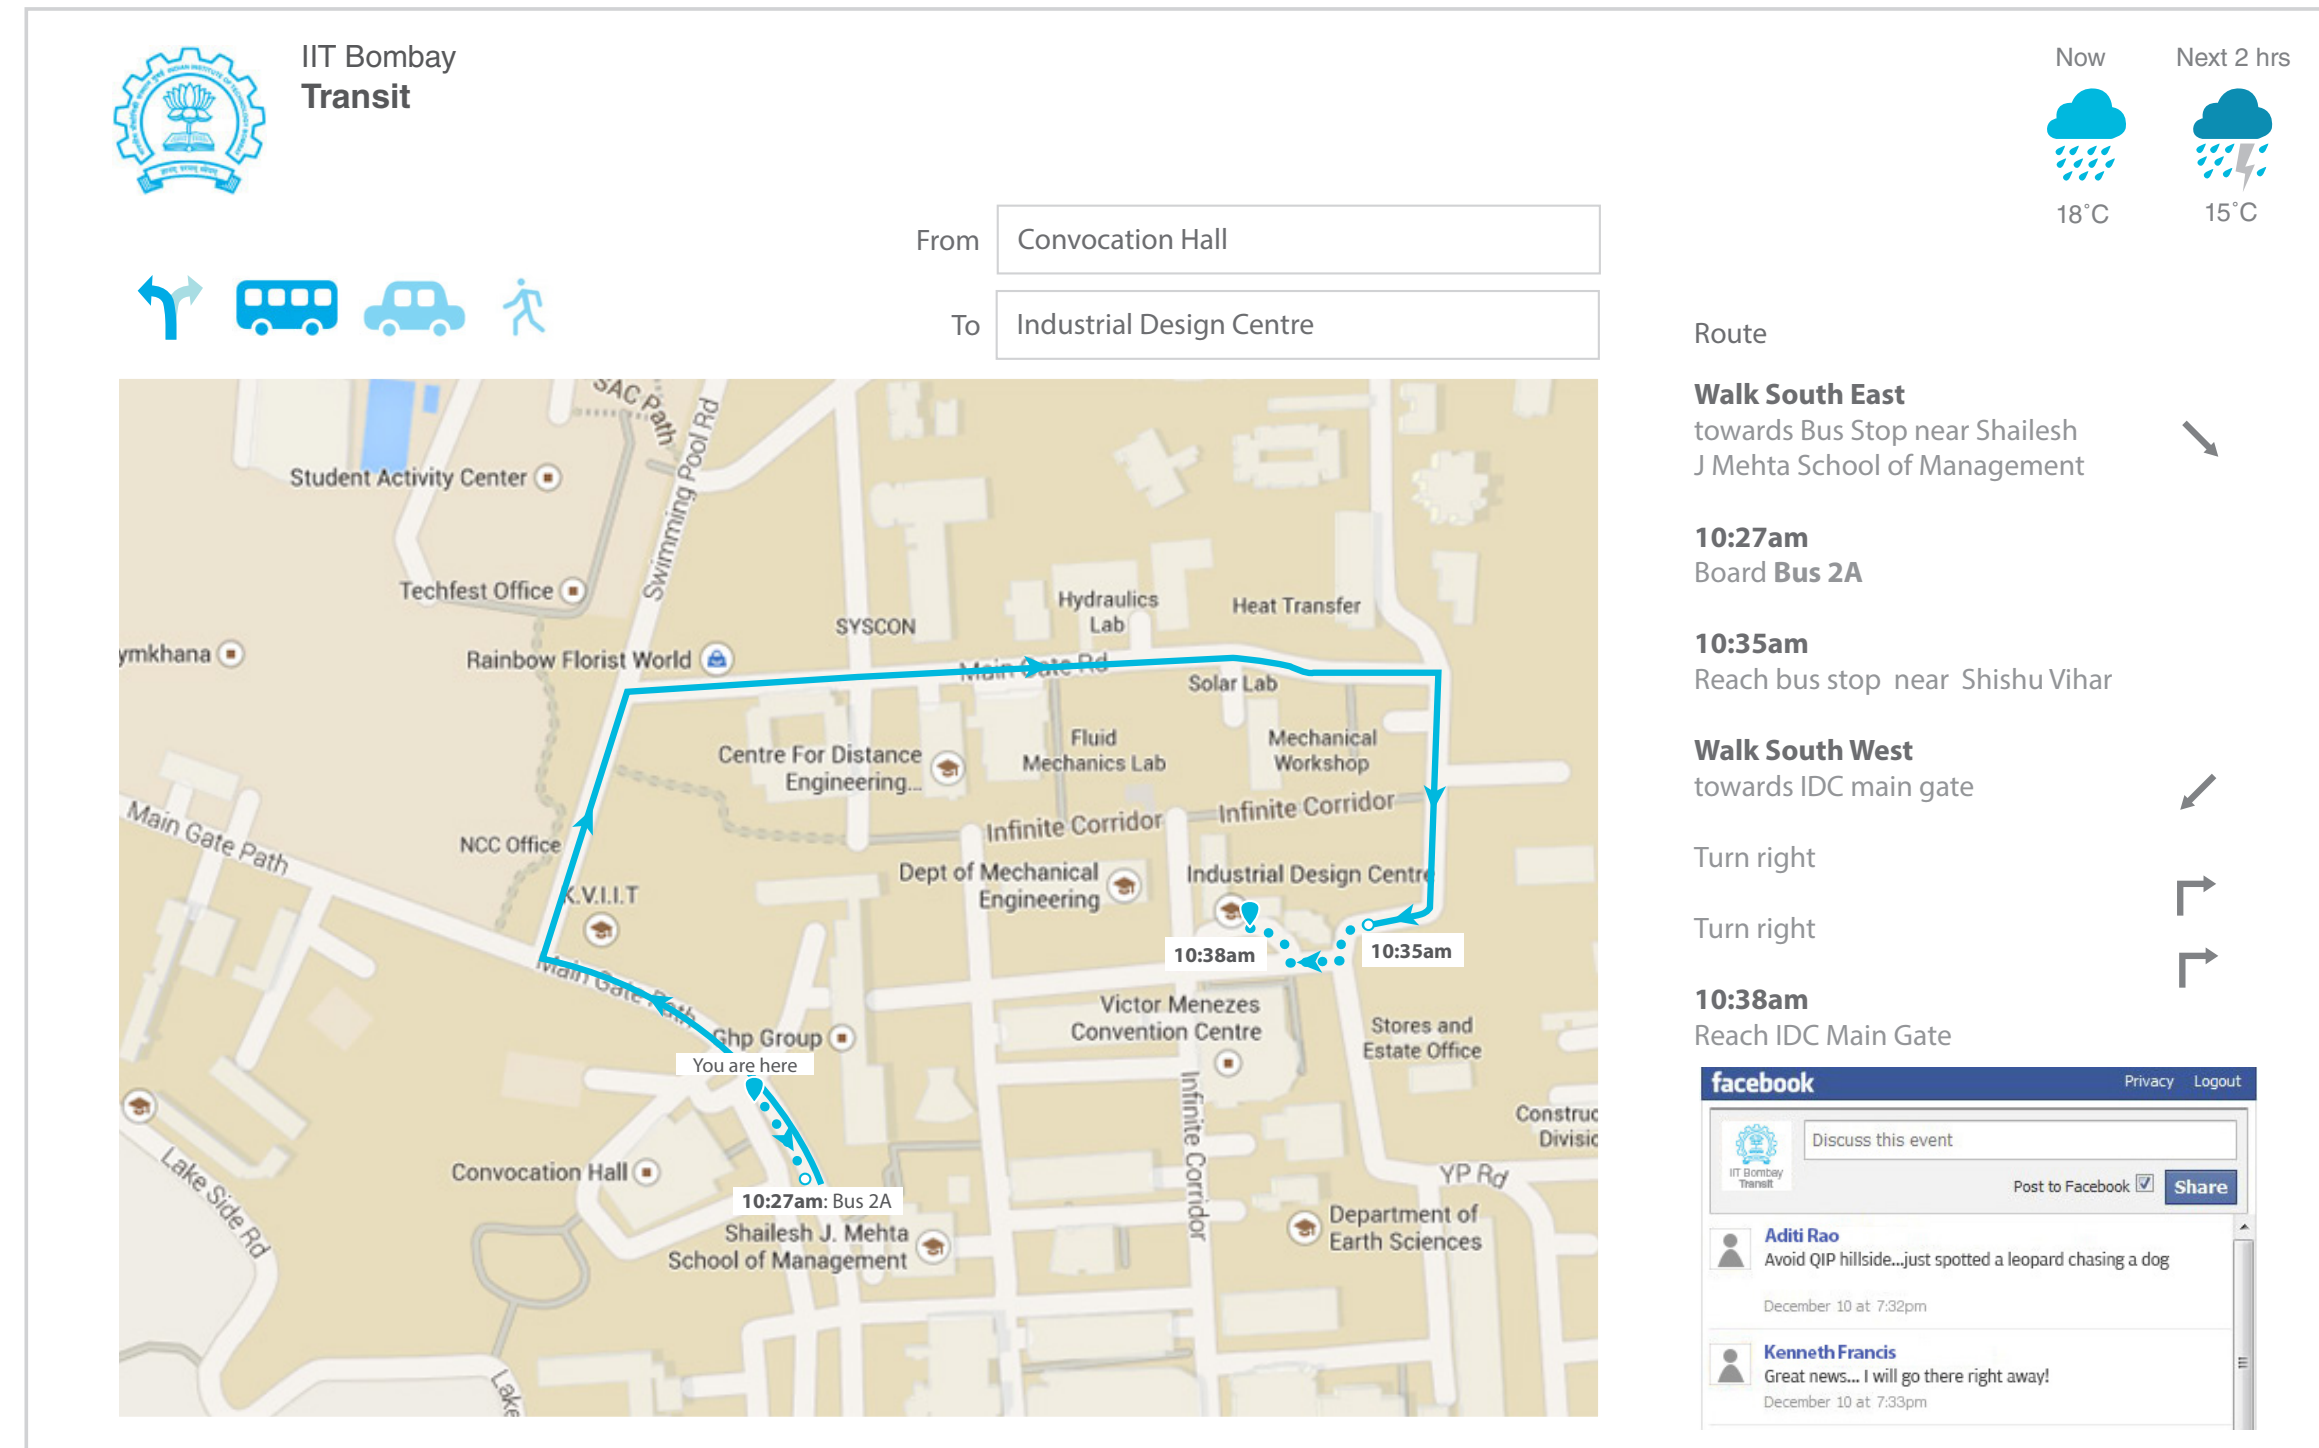 IIT Bombay
Transit
Now
Next 2 hrs
18˚C
15˚C
From
Convocation Hall
To
Industrial Design Centre
SAC Path
Swimming Pool Rd
Student Activity Center
Techfest Office
ymkhana
Rainbow Florist World
SYSCON
Hydraulics
Lab
Heat Transfer
Main Gate Rd
Solar Lab
Centre For Distance
Engineering...
Fluid
Mechanics Lab
Mechanical
Workshop
Main Gate Path
NCC Office
Infinite Corridor
Infinite Corridor
K.V.I.I.T
Dept of Mechanical
Engineering
Industrial Design Centre
10:38am
10:35am
Main Gate Path
Ghp Group
You are here
Victor Menezes
Convention Centre
Stores and
Estate Office
Infinite Corridor
Construc
Divisio
Lake Side Rd
Convocation Hall
10:27am: Bus 2A
Shailesh J. Mehta
School of Management
YP Rd
Department of
Earth Sciences
Lake
Route
Walk South East
towards Bus Stop near Shailesh
J Mehta School of Management
10:27am
Board Bus 2A
10:35am
Reach bus stop near Shishu Vihar
Walk South West
towards IDC main gate
Turn right
Turn right
10:38am
Reach IDC Main Gate
facebook
Privacy
Logout
IIT Bombay
Transit
Discuss this event
Post to Facebook
Share
Aditi Rao
Avoid QIP hillside...just spotted a leopard chasing a dog
December 10 at 7:32pm
Kenneth Francis
Great news... I will go there right away!
December 10 at 7:33pm